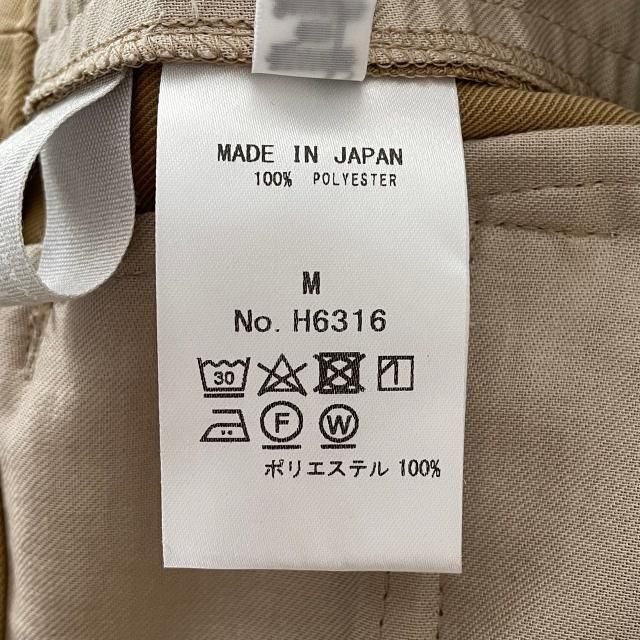 MADE IN JAPAN
100% POLYESTER
M
No. H6316
30
F W
ポリエステル 100%